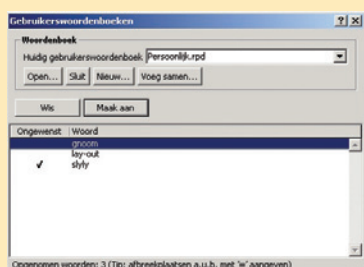 Gebruikerswoordenboeken
Woordenboek
Huidig gebruikerswoordenboek Persoonlijk.rpd
Open... Sluit Nieuw... Voeg samen...
Wis Maak aan
Ongewenst Woord
gnoom
lay-out
slyly
Opgenomen woorden: 3 (Tip: afbreekplaatsen a.u.b. met 'w' aangeven)